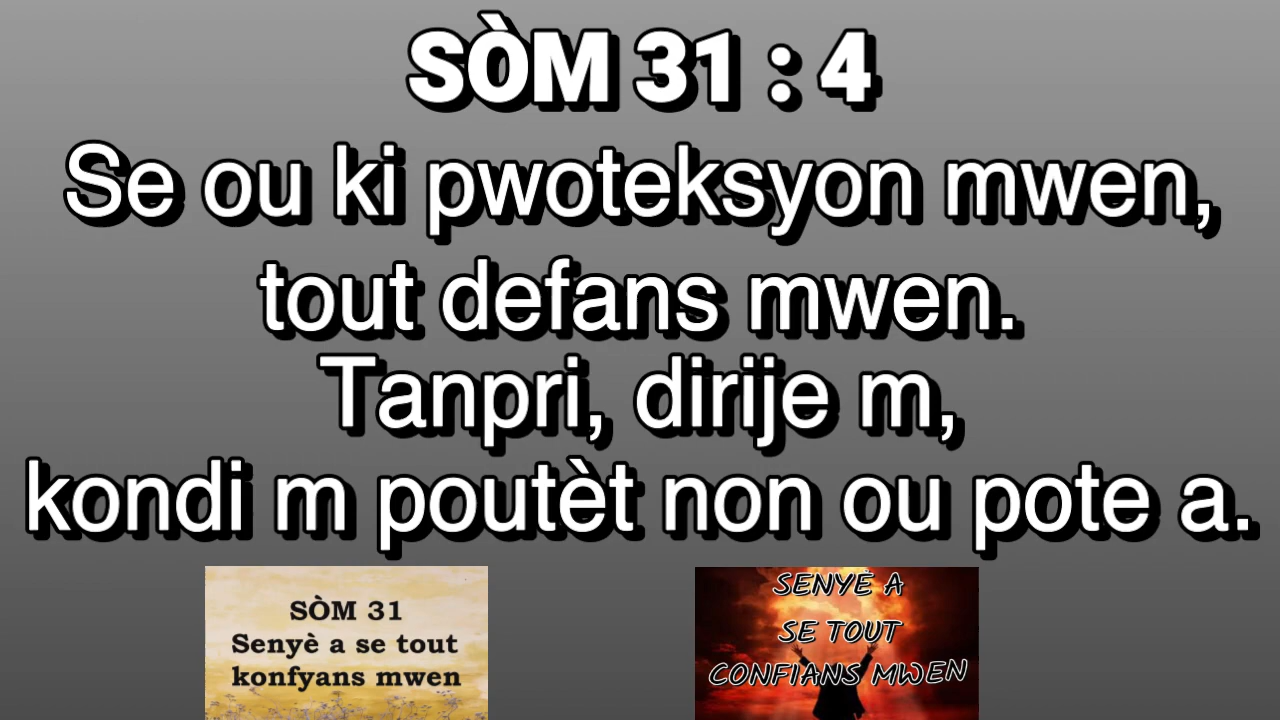 SÒM 31 : 4
Se ou ki pwoteksyon mwen,
tout defans mwen.
Tanpri, dirije m,
kondi m poutèt non ou pote a.
SÒM 31
Senyè a se tout
konfyans mwen
SENYÈ A
SE TOUT
CONFIANS MWEN